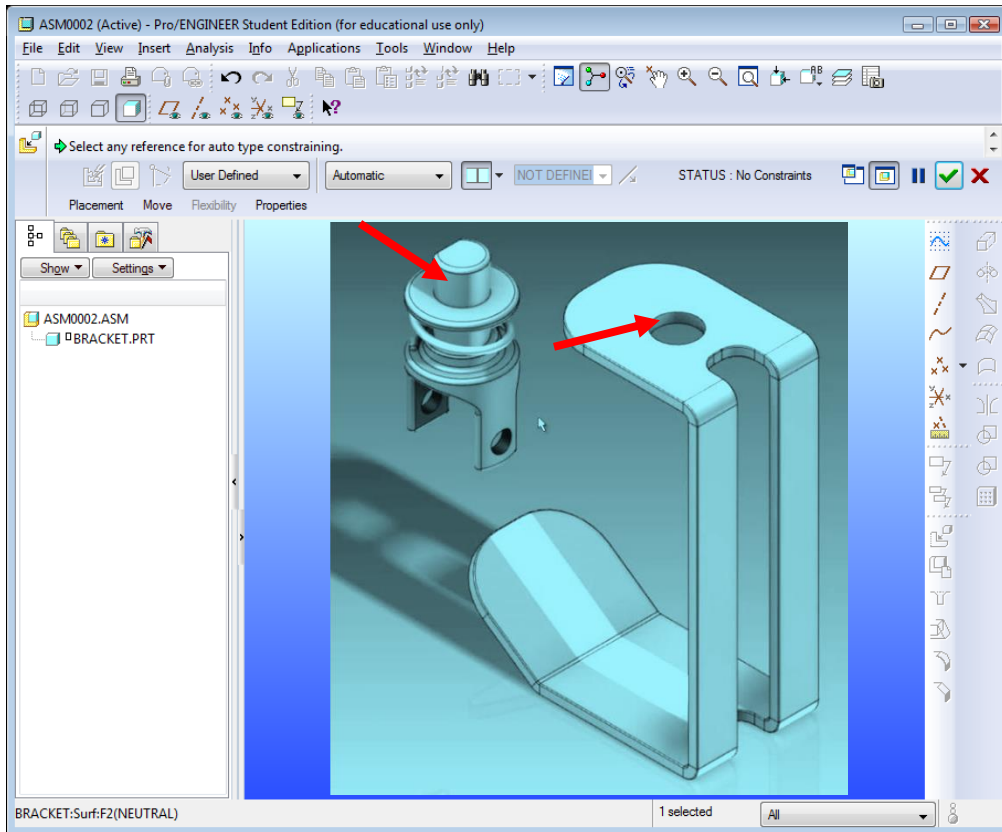 ASM0002 (Active) - Pro/ENGINEER Student Edition (for educational use only)
File Edit View Insert Analysis Info Applications Tools Window Help
Select any reference for auto type constraining.
User Defined Automatic NOT DEFINEI STATUS : No Constraints
Placement Move Flexibility Properties
Show Settings
ASM0002.ASM
BRACKET.PRT
BRACKET:Surf:F2(NEUTRAL) 1 selected All